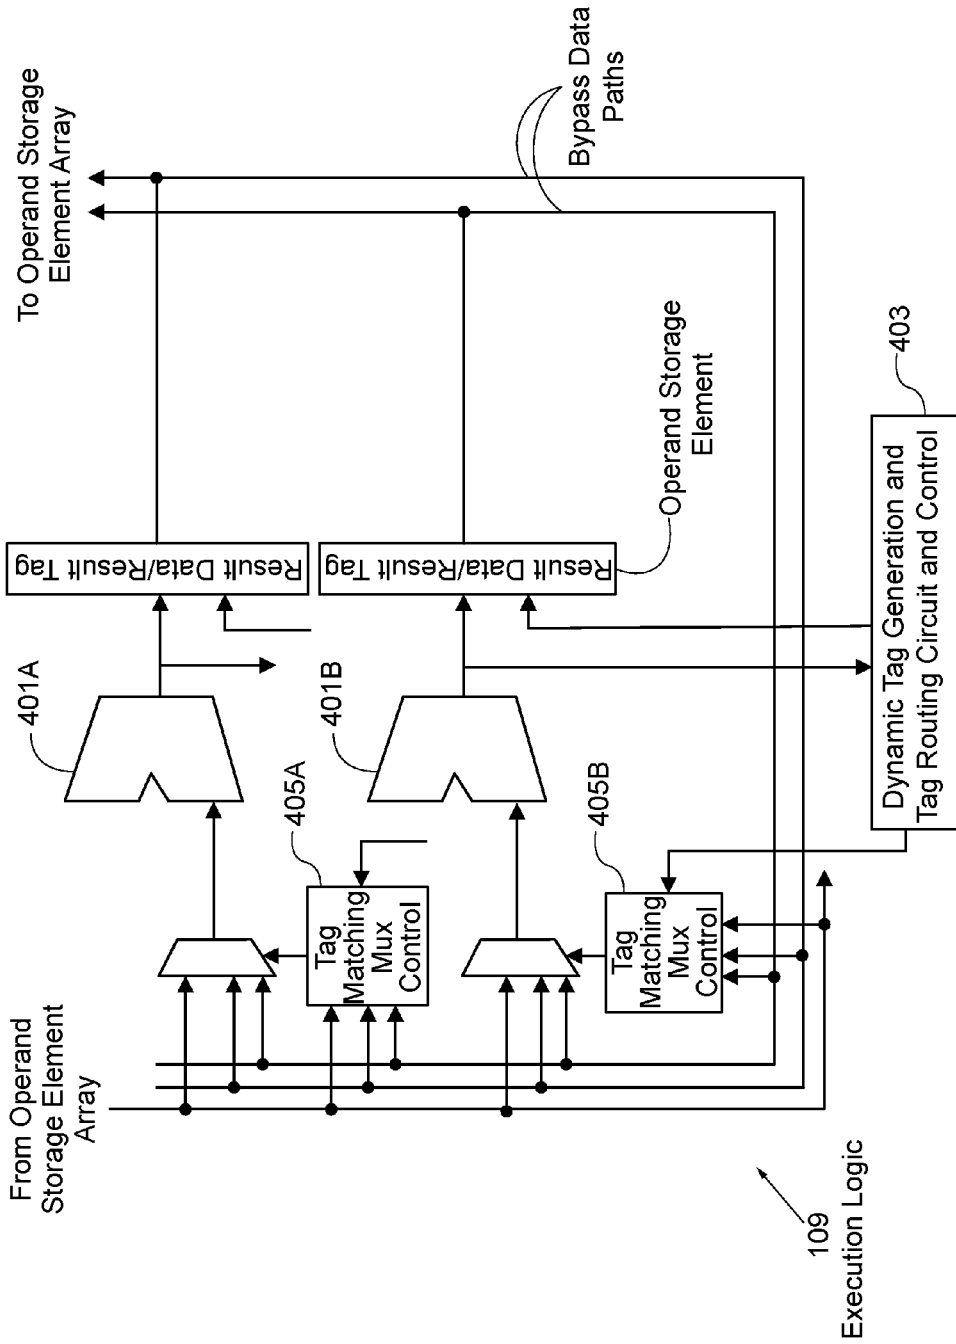 From Operand
Storage Element
Array
To Operand Storage
Element Array
401A
Result Data/Result Tag
405A
Tag
Matching
Mux
Control
401B
Result Data/Result Tag
Bypass Data
Paths
Operand Storage
Element
405B
Tag
Matching
Mux
Control
403
Dynamic Tag Generation and
Tag Routing Circuit and Control
109
Execution Logic